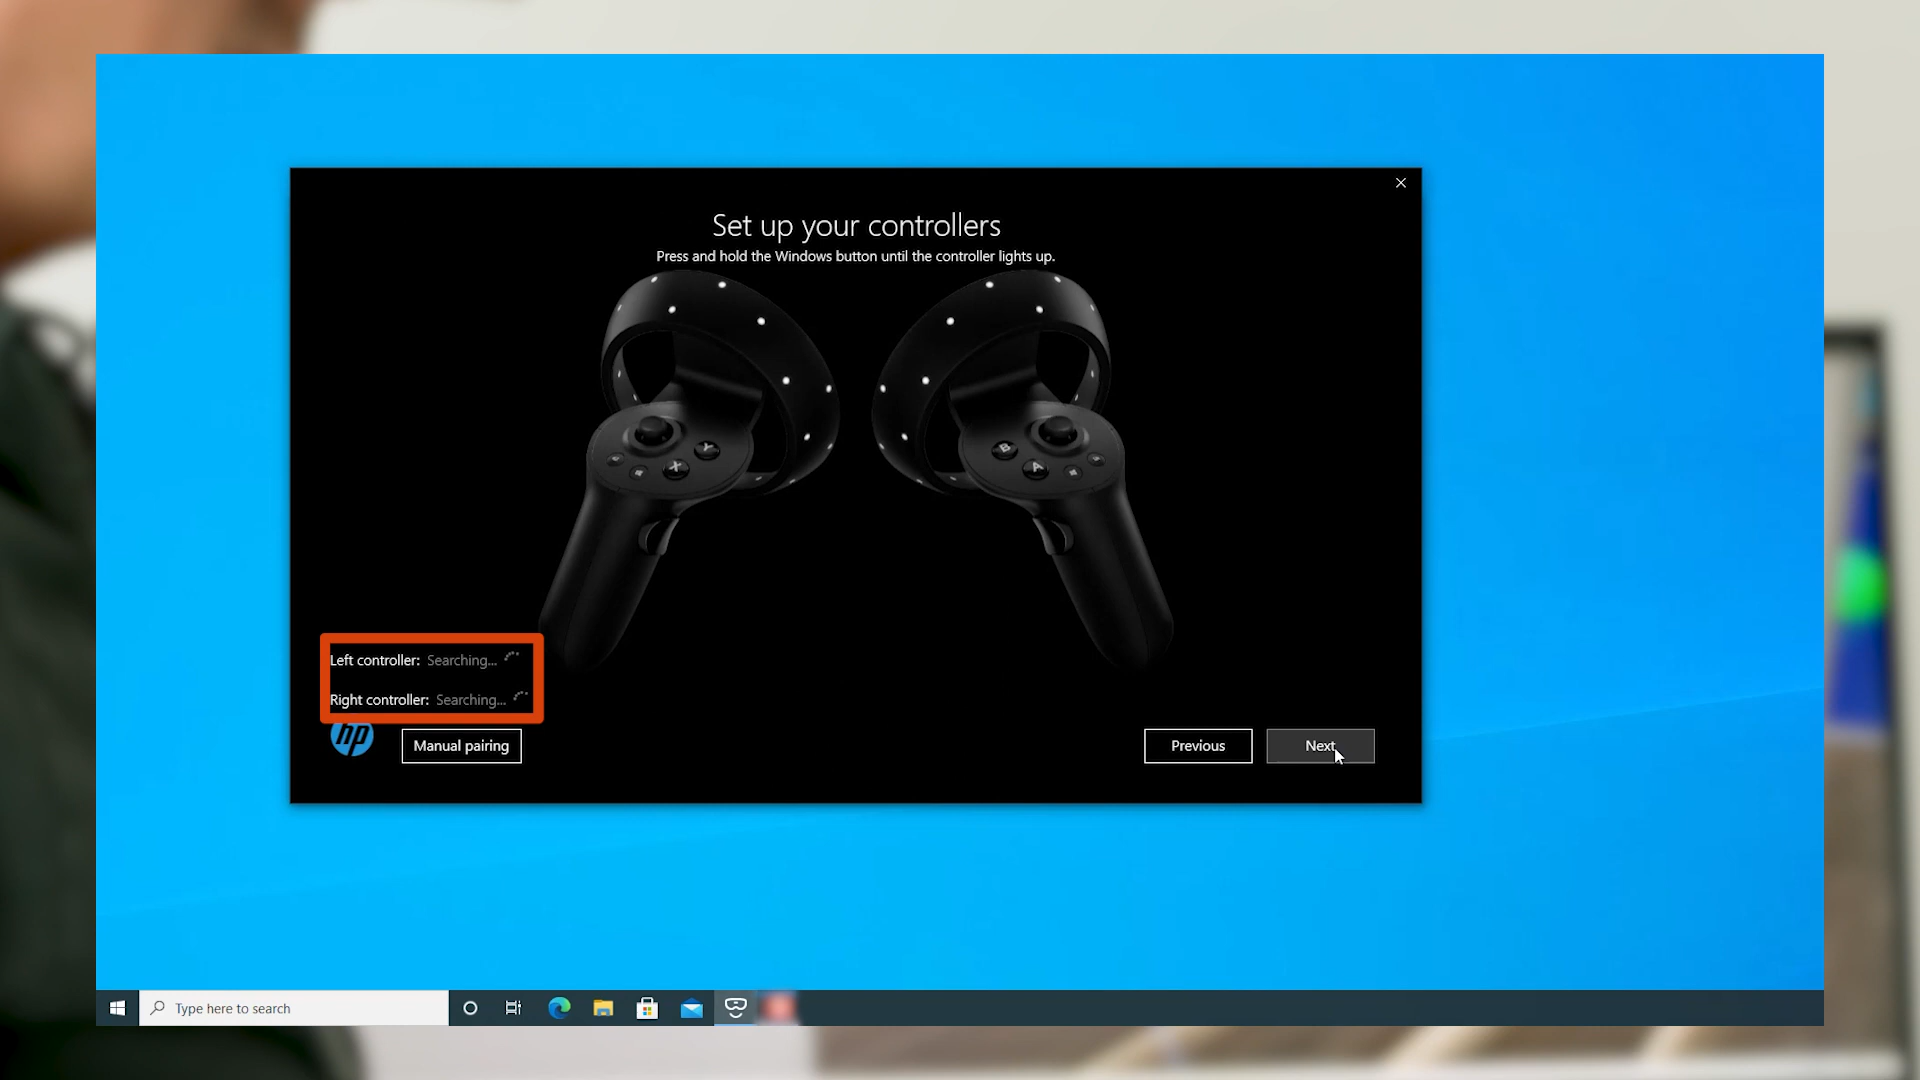 Set up your controllers
Press and hold the Windows button until the controller lights up.
Y
X
B
A
Left controller: Searching...
Right controller: Searching...
hp
Manual pairing
Previous
Next
Type here to search